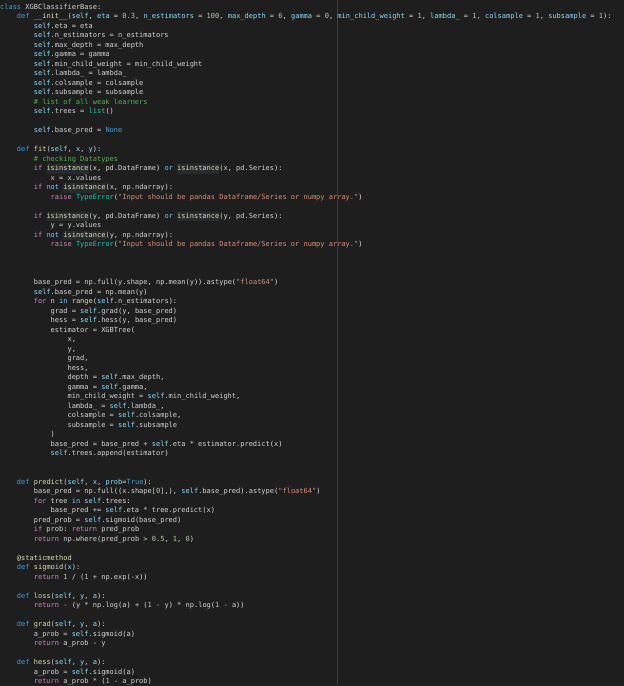 class XGBClassifierBase:
    def __init__(self, eta = 0.3, n_estimators = 100, max_depth = 6, gamma = 0, min_child_weight = 1, lambda_ = 1, colsample = 1, subsample = 1):
        self.eta = eta
        self.n_estimators = n_estimators
        self.max_depth = max_depth
        self.gamma = gamma
        self.min_child_weight = min_child_weight
        self.lambda_ = lambda_
        self.colsample = colsample
        self.subsample = subsample
        # list of all weak learners
        self.trees = list()
        self.base_pred = None
    def fit(self, x, y):
        # checking Datatypes
        if isinstance(x, pd.DataFrame) or isinstance(x, pd.Series):
            x = x.values
        if not isinstance(x, np.ndarray):
            raise TypeError("Input should be pandas Dataframe/Series or numpy array.")
        if isinstance(y, pd.DataFrame) or isinstance(y, pd.Series):
            y = y.values
        if not isinstance(y, np.ndarray):
            raise TypeError("Input should be pandas Dataframe/Series or numpy array.")
        base_pred = np.full(y.shape, np.mean(y)).astype("float64")
        self.base_pred = np.mean(y)
        for n in range(self.n_estimators):
            grad = self.grad(y, base_pred)
            hess = self.hess(y, base_pred)
            estimator = XGBTree(
                x,
                y,
                grad,
                hess,
                depth = self.max_depth,
                gamma = self.gamma,
                min_child_weight = self.min_child_weight,
                lambda_ = self.lambda_,
                colsample = self.colsample,
                subsample = self.subsample
            )
            base_pred = base_pred + self.eta * estimator.predict(x)
            self.trees.append(estimator)
    def predict(self, x, prob=True):
        base_pred = np.full((x.shape[0],), self.base_pred).astype("float64")
        for tree in self.trees:
            base_pred += self.eta * tree.predict(x)
        pred_prob = self.sigmoid(base_pred)
        if prob: return pred_prob
        return np.where(pred_prob > 0.5, 1, 0)
    @staticmethod
    def sigmoid(x):
        return 1 / (1 + np.exp(-x))
    def loss(self, y, a):
        return - (y * np.log(a) + (1 - y) * np.log(1 - a))
    def grad(self, y, a):
        a_prob = self.sigmoid(a)
        return a_prob - y
    def hess(self, y, a):
        a_prob = self.sigmoid(a)
        return a_prob * (1 - a_prob)